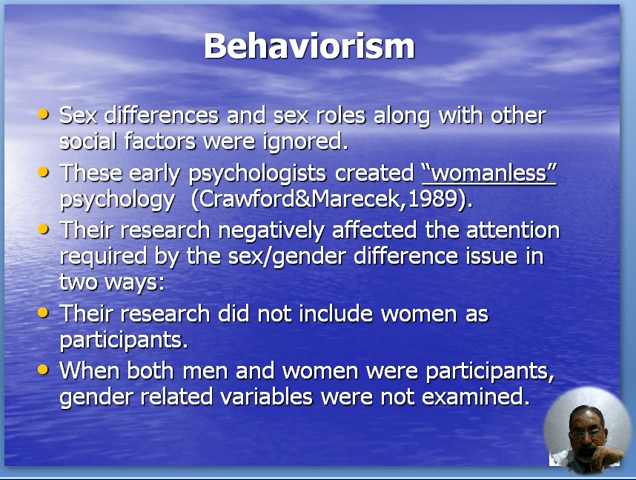 Behaviorism
Sex differences and sex roles along with other
social factors were ignored.
These early psychologists created “womanless”
psychology (Crawford&Marecek,1989).
Their research negatively affected the attention
required by the sex/gender difference issue in
two ways:
Their research did not include women as
participants.
When both men and women were participants,
gender related variables were not examined.